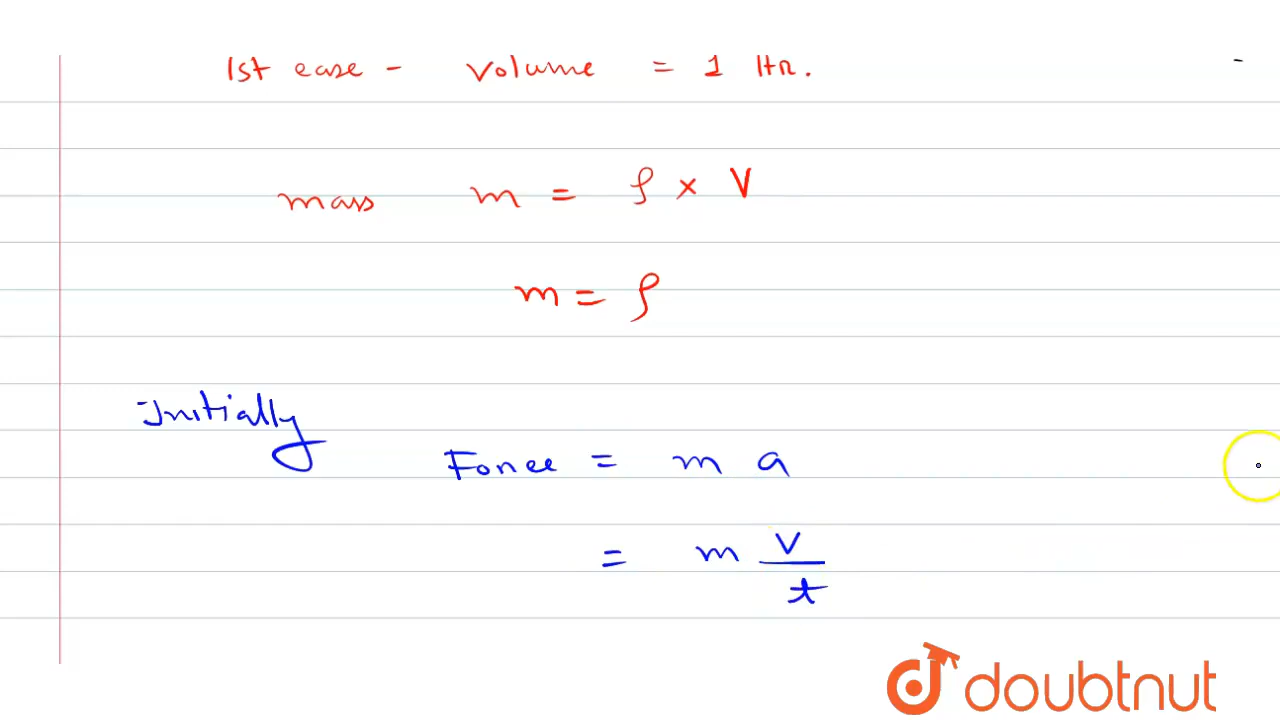 1st case - Volume = 1 ltr.
mass m = ρ × V
m = ρ
Initially
Force = m a
= m v/t
doubtnut